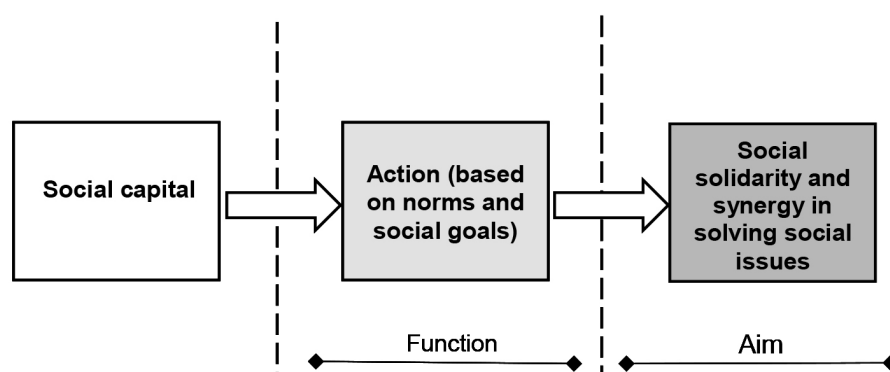 Social capital
Action (based
on norms and
social goals)
Social
solidarity and
synergy in
solving social
issues
Function
Aim